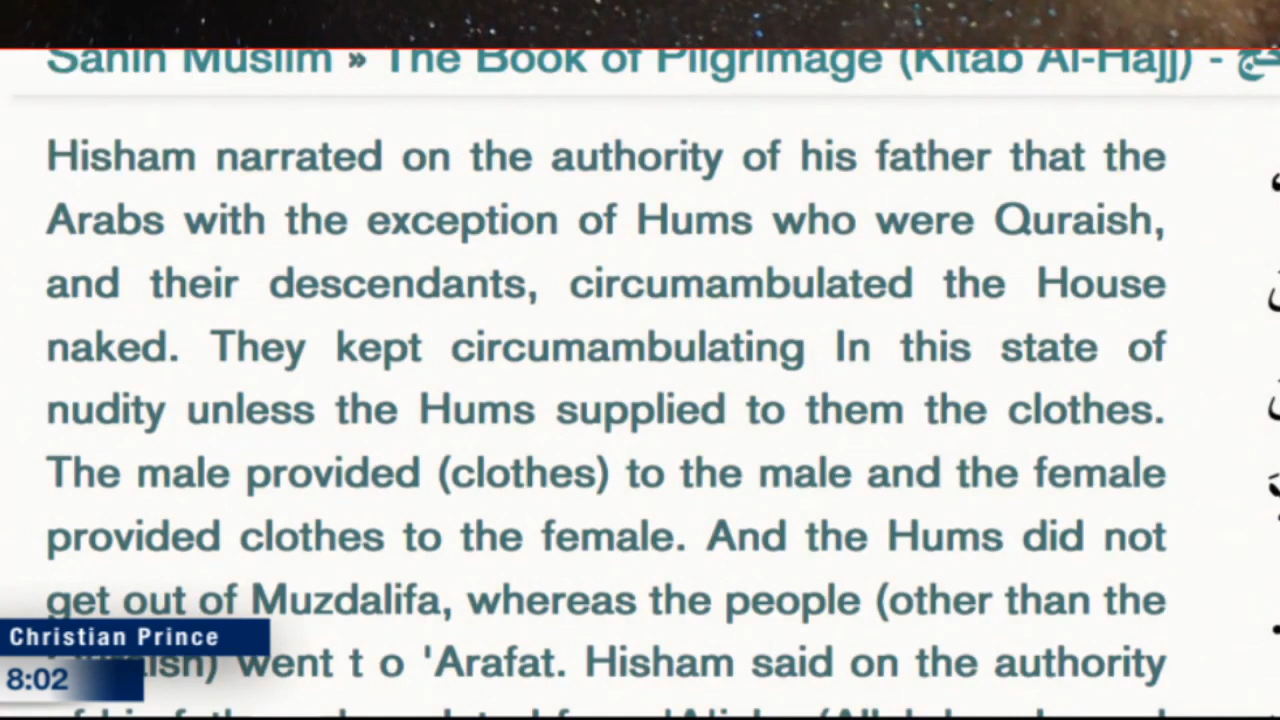 Sahih Muslim » The Book of Pilgrimage (Kitab Al-Hajj) -
Hisham narrated on the authority of his father that the
Arabs with the exception of Hums who were Quraish,
and their descendants, circumambulated the House
naked. They kept circumambulating In this state of
nudity unless the Hums supplied to them the clothes.
The male provided (clothes) to the male and the female
provided clothes to the female. And the Hums did not
get out of Muzdalifa, whereas the people (other than the
went t o 'Arafat. Hisham said on the authority
Christian Prince
8:02